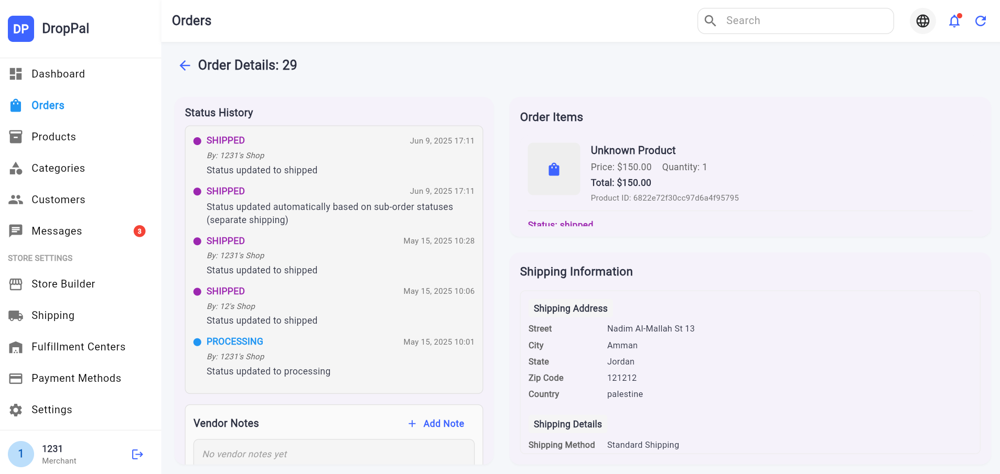 DP DropPal
Dashboard
Orders
Products
Categories
Customers
Messages 3
STORE SETTINGS
Store Builder
Shipping
Fulfillment Centers
Payment Methods
Settings
1 1231
Merchant
Orders
Search
Order Details: 29
Status History
SHIPPED Jun 9, 2025 17:11
By: 1231's Shop
Status updated to shipped
SHIPPED Jun 9, 2025 17:11
Status updated automatically based on sub-order statuses
(separate shipping)
SHIPPED May 15, 2025 10:28
By: 1231's Shop
Status updated to shipped
SHIPPED May 15, 2025 10:06
By: 12's Shop
Status updated to shipped
PROCESSING May 15, 2025 10:01
By: 1231's Shop
Status updated to processing
Vendor Notes + Add Note
No vendor notes yet
Order Items
Unknown Product
Price: $150.00 Quantity: 1
Total: $150.00
Product ID: 6822e72f30cc97d6a4f95795
Status: shipped
Shipping Information
Shipping Address
Street Nadim Al-Mallah St 13
City Amman
State Jordan
Zip Code 121212
Country palestine
Shipping Details
Shipping Method Standard Shipping